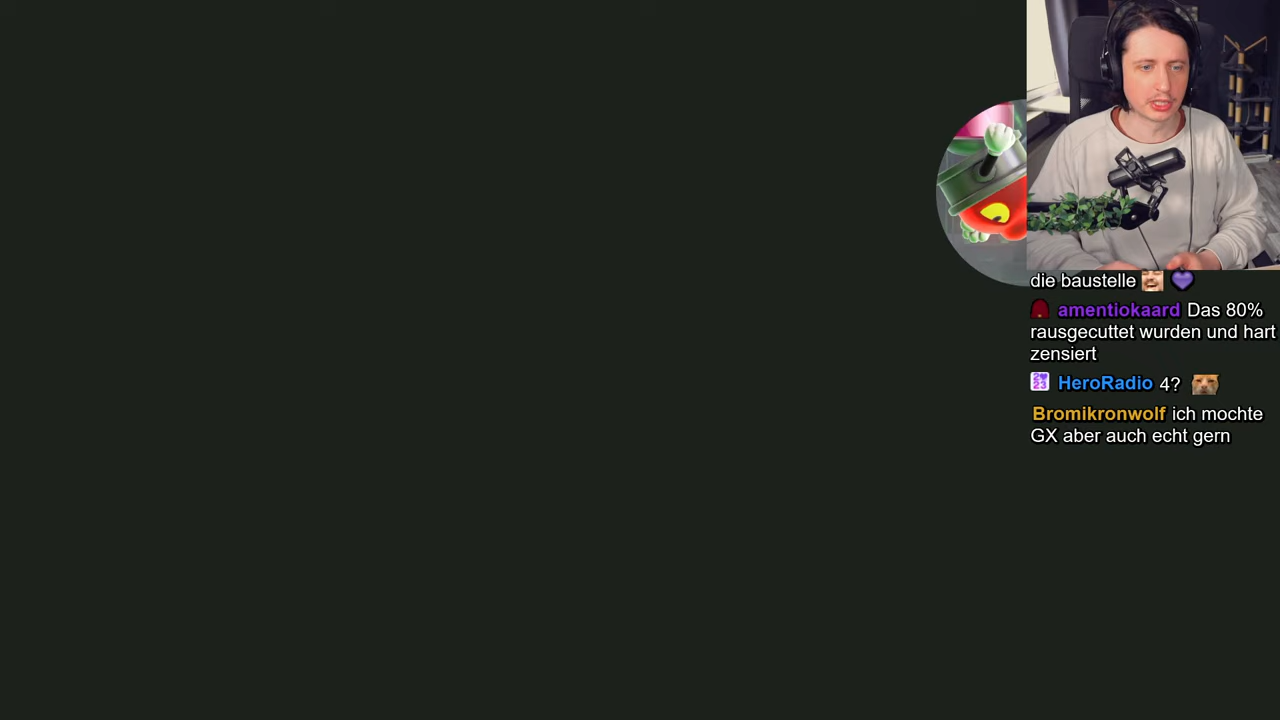 die baustelle
amentiokaard Das 80%
rausgecuttet wurden und hart
zensiert
HeroRadio 4?
Bromikronwolf ich mochte
GX aber auch echt gern